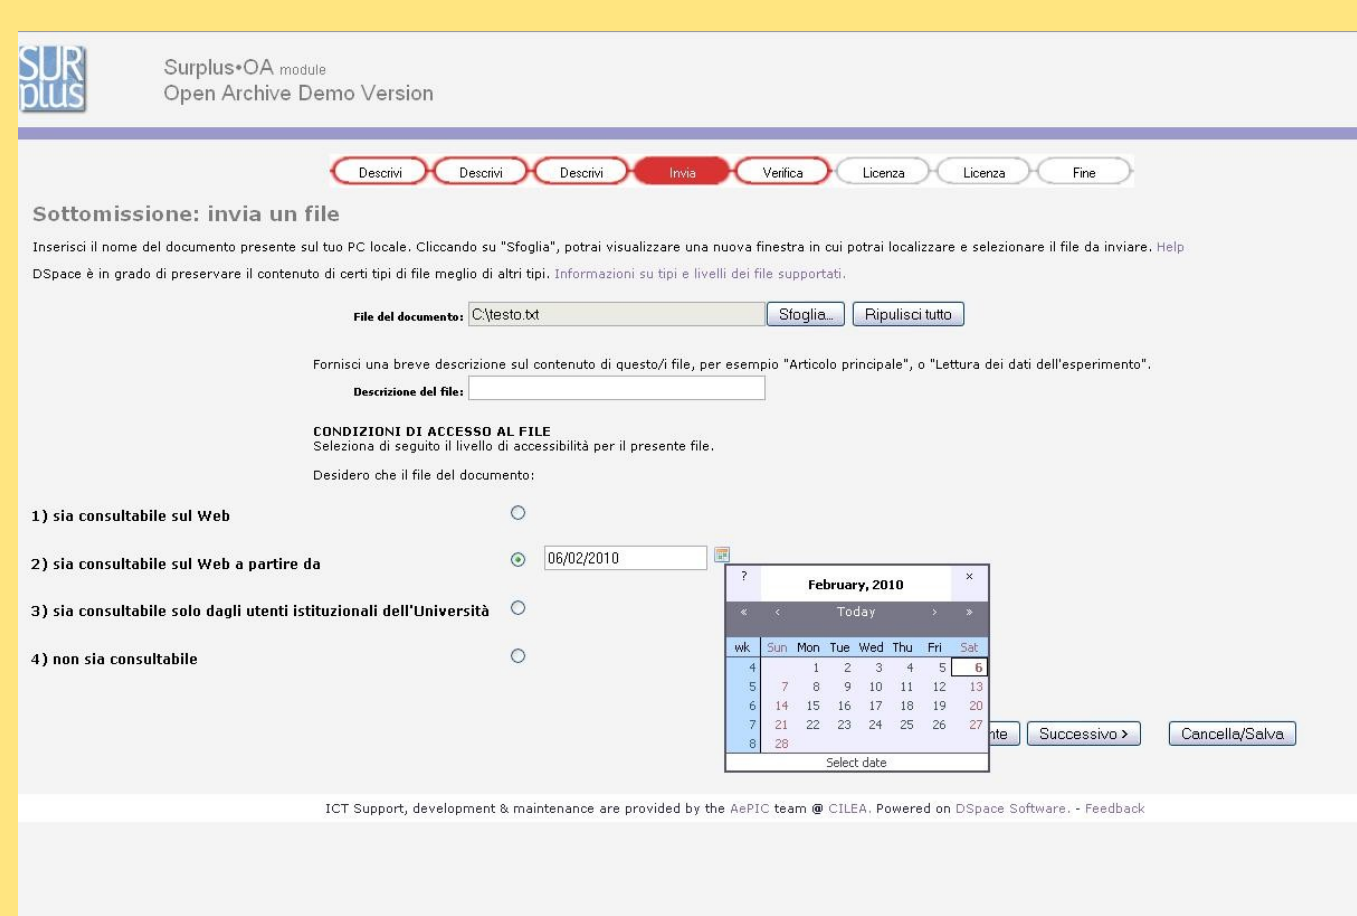 SUR
plus
Surplus•OA module
Open Archive Demo Version
Descrivi Descrivi Descrivi Invia Verifica Licenza Licenza Fine
Sottomissione: invia un file
Inserisci il nome del documento presente sul tuo PC locale. Cliccando su "Sfoglia", potrai visualizzare una nuova finestra in cui potrai localizzare e selezionare il file da inviare. Help
DSpace è in grado di preservare il contenuto di certi tipi di file meglio di altri tipi. Informazioni su tipi e livelli dei file supportati.
File del documento: C:\testo.txt Sfoglia... Ripulisci tutto
Fornisci una breve descrizione sul contenuto di questo/i file, per esempio "Articolo principale", o "Lettura dei dati dell'esperimento".
Descrizione del file:
CONDIZIONI DI ACCESSO AL FILE
Seleziona di seguito il livello di accessibilità per il presente file.
Desidero che il file del documento:
1) sia consultabile sul Web
2) sia consultabile sul Web a partire da 06/02/2010
3) sia consultabile solo dagli utenti istituzionali dell'Università
4) non sia consultabile
? February, 2010 ×
« ‹ Today › »
wk Sun Mon Tue Wed Thu Fri Sat
4 1 2 3 4 5 6
5 7 8 9 10 11 12 13
6 14 15 16 17 18 19 20
7 21 22 23 24 25 26 27
8 28
Select date
nte Successivo > Cancella/Salva
ICT Support, development & maintenance are provided by the AePIC team @ CILEA. Powered on DSpace Software. - Feedback